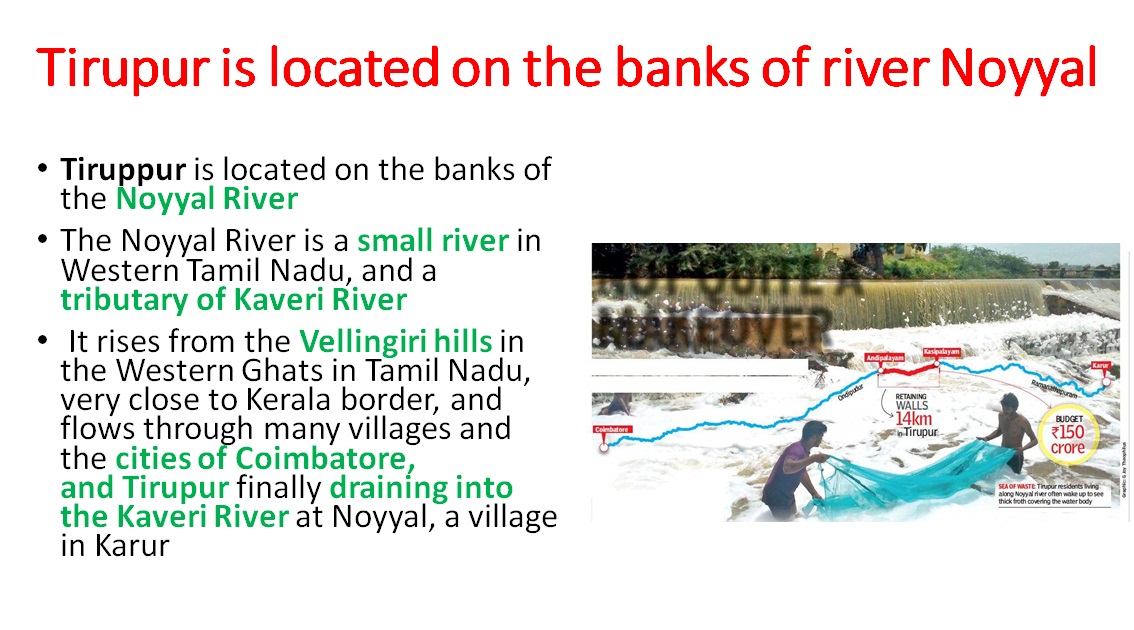 Tirupur is located on the banks of river Noyyal
• Tiruppur is located on the banks of
the Noyyal River
• The Noyyal River is a small river in
Western Tamil Nadu, and a
tributary of Kaveri River
• It rises from the Vellingiri hills in
the Western Ghats in Tamil Nadu,
very close to Kerala border, and
flows through many villages and
the cities of Coimbatore,
and Tirupur finally draining into
the Kaveri River at Noyyal, a village
in Karur
MAKEOVER
Andipalayam
Kasipalayam
Karur
Ondipudur
Ramanathapuram
Coimbatore
RETAINING
WALLS
14km
in Tirupur
BUDGET
₹150
crore
SEA OF WASTE: Tirupur residents living
along Noyyal river often wake up to see
thick froth covering the water body
Graphic: G Joy Theophilus